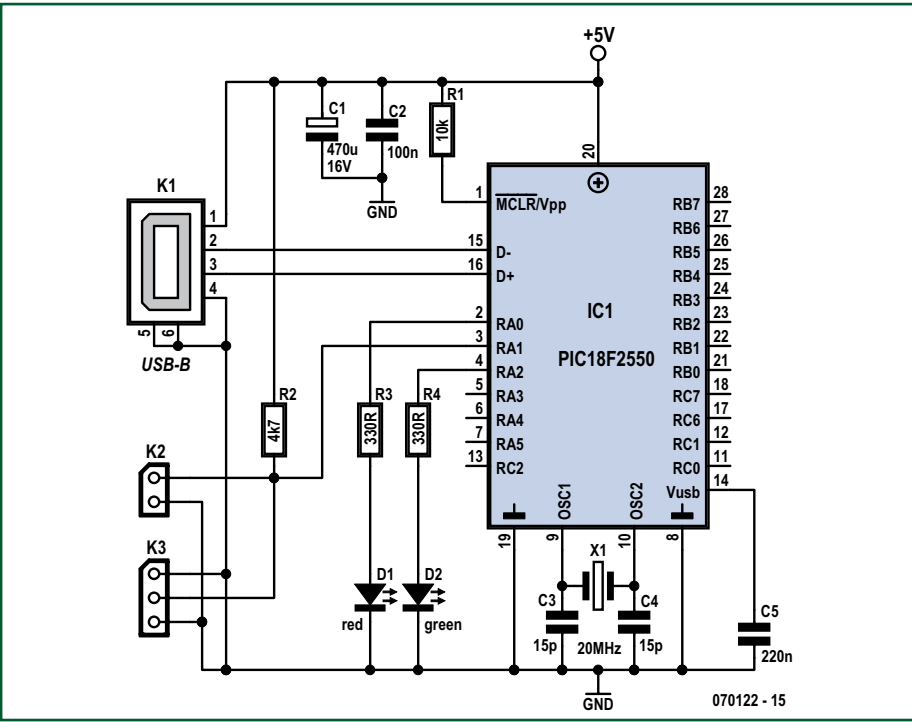 +5V
K1
1
2
3
4
5
6
USB-B
C1
470u
16V
C2
100n
GND
R1
10k
R2
4k7
R3
330R
R4
330R
K2
K3
D1
red
D2
green
20
1 MCLR/Vpp
15 D-
16 D+
2 RA0
3 RA1
4 RA2
5 RA3
6 RA4
7 RA5
13 RC2
IC1
PIC18F2550
RB7 28
RB6 27
RB5 26
RB4 25
RB3 24
RB2 23
RB1 22
RB0 21
RC7 18
RC6 17
RC1 12
RC0 11
Vusb 14
OSC1
OSC2
19
9
10
8
X1
20MHz
C3
15p
C4
15p
C5
220n
GND
070122 - 15